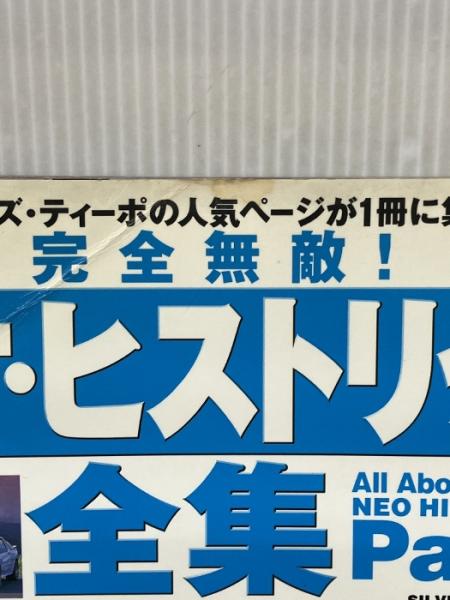 ズ・ティーポの人気ページが1冊に
完全無敵!
・ヒストリ
全集
All Abo
NEO HI
Pa